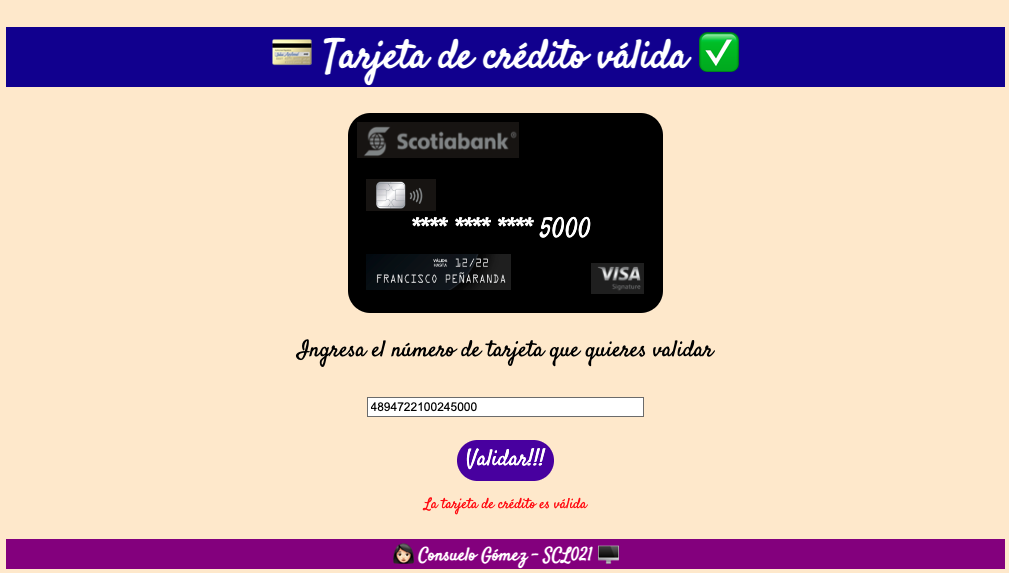 💳 Tarjeta de crédito válida ✅
Scotiabank®
**** **** **** 5000
VÁLIDA HASTA 12/22
FRANCISCO PEÑARANDA
VISA
Signature
Ingresa el número de tarjeta que quieres validar
4894722100245000
Validar!!!
La tarjeta de crédito es válida
👩🏻 Consuelo Gómez - SCL021 🖥️